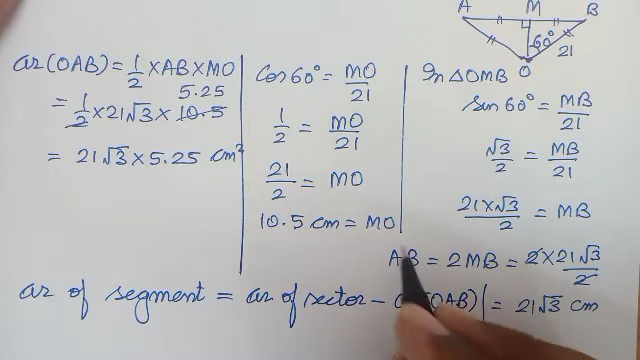 A M B
60° 21
O
ar(OAB) = 1/2 × AB × MO
5.25
= 1/2 × 21√3 × 10.5
= 21√3 × 5.25 cm²
Cos 60° = MO/21
1/2 = MO/21
21/2 = MO
10.5 cm = MO
In △OMB
sin 60° = MB/21
√3/2 = MB/21
21×√3/2 = MB
AB = 2MB = 2×21√3/2
= 21√3 cm
ar of segment = ar of sector - (OAB)